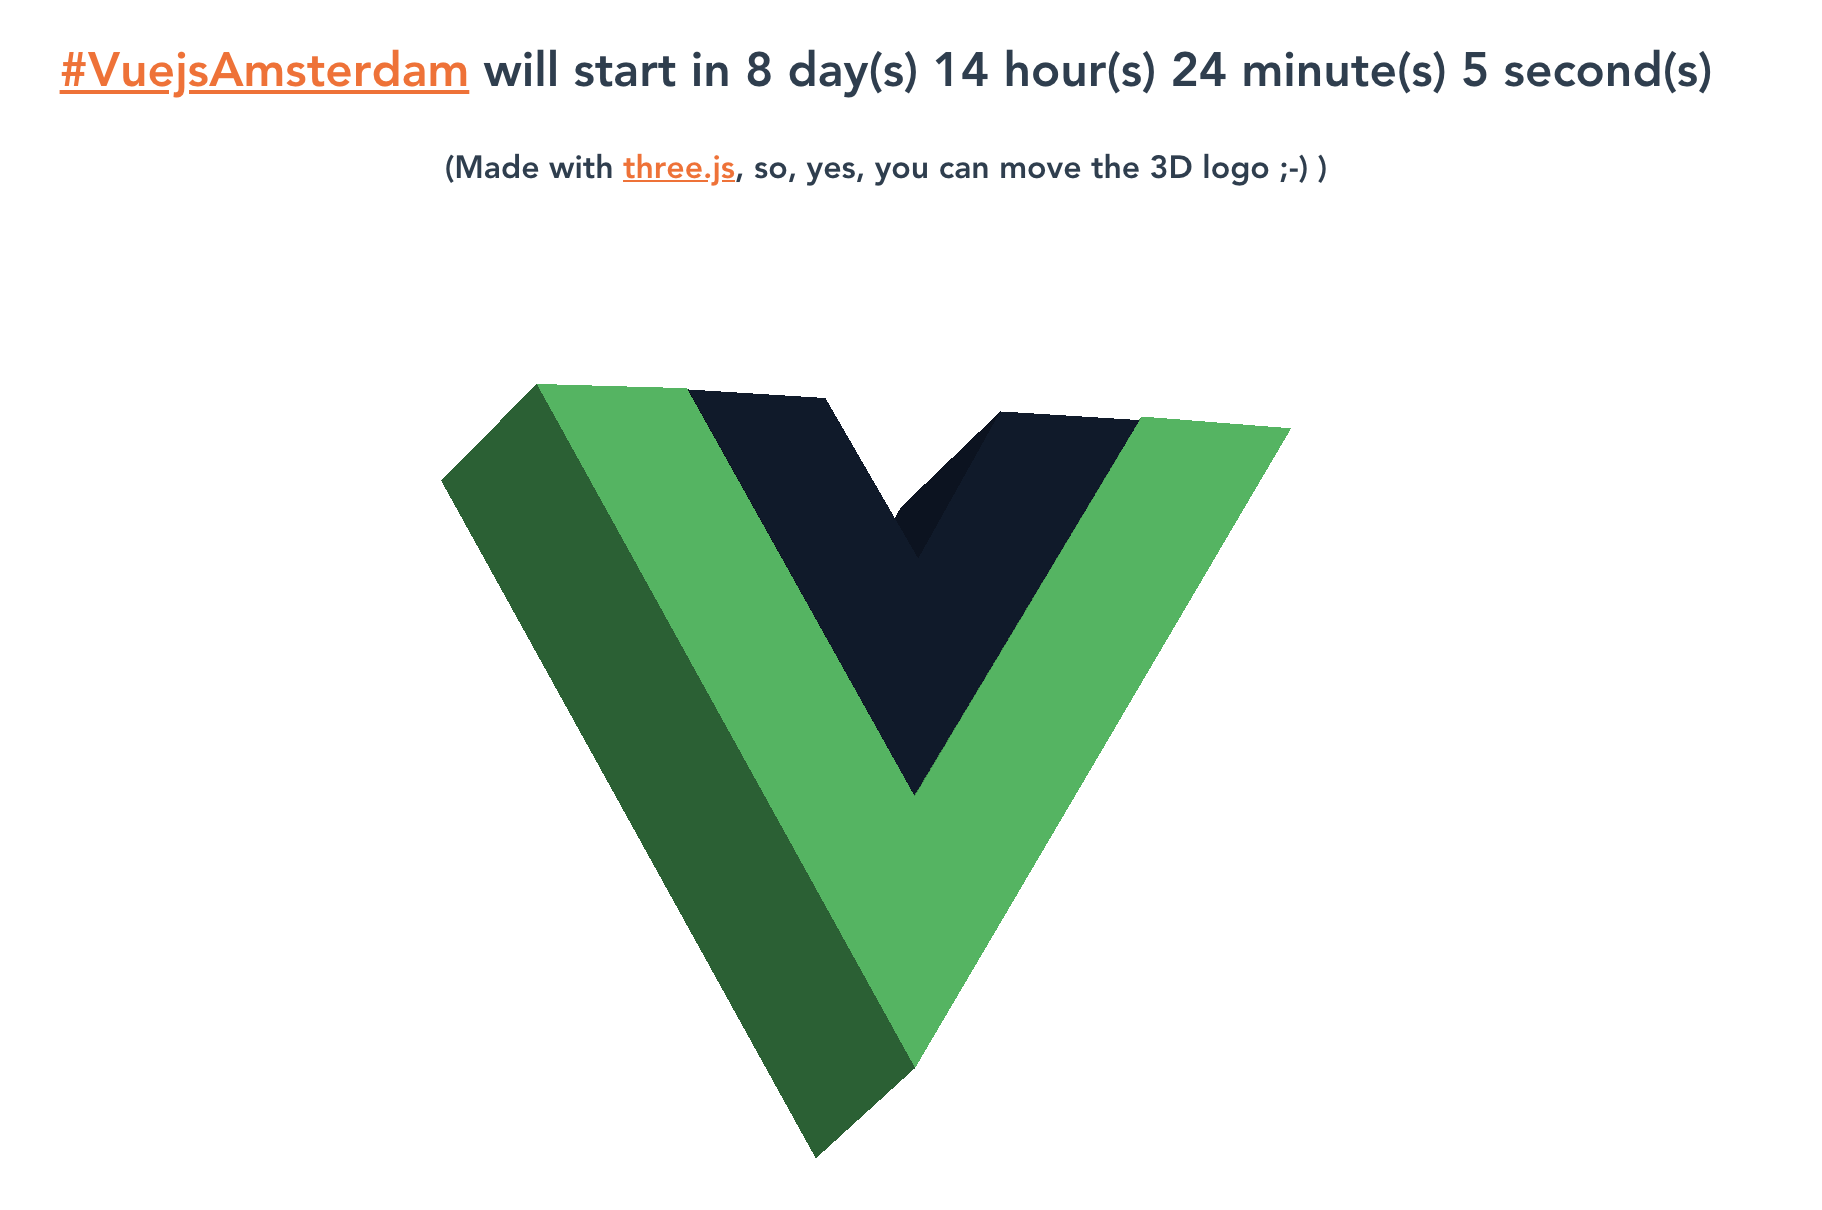 #VuejsAmsterdam will start in 8 day(s) 14 hour(s) 24 minute(s) 5 second(s)
(Made with three.js, so, yes, you can move the 3D logo ;-) )